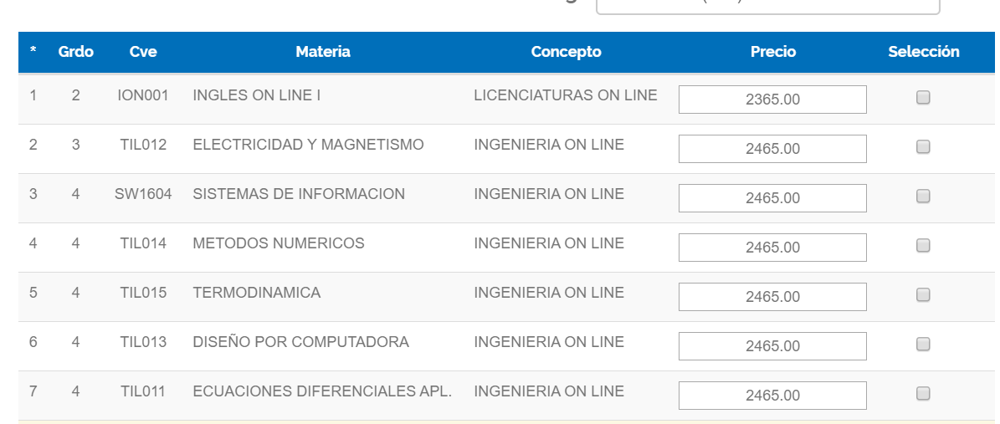 * Grdo Cve Materia Concepto Precio Selección
1 2 ION001 INGLES ON LINE I LICENCIATURAS ON LINE 2365.00
2 3 TIL012 ELECTRICIDAD Y MAGNETISMO INGENIERIA ON LINE 2465.00
3 4 SW1604 SISTEMAS DE INFORMACION INGENIERIA ON LINE 2465.00
4 4 TIL014 METODOS NUMERICOS INGENIERIA ON LINE 2465.00
5 4 TIL015 TERMODINAMICA INGENIERIA ON LINE 2465.00
6 4 TIL013 DISEÑO POR COMPUTADORA INGENIERIA ON LINE 2465.00
7 4 TIL011 ECUACIONES DIFERENCIALES APL. INGENIERIA ON LINE 2465.00